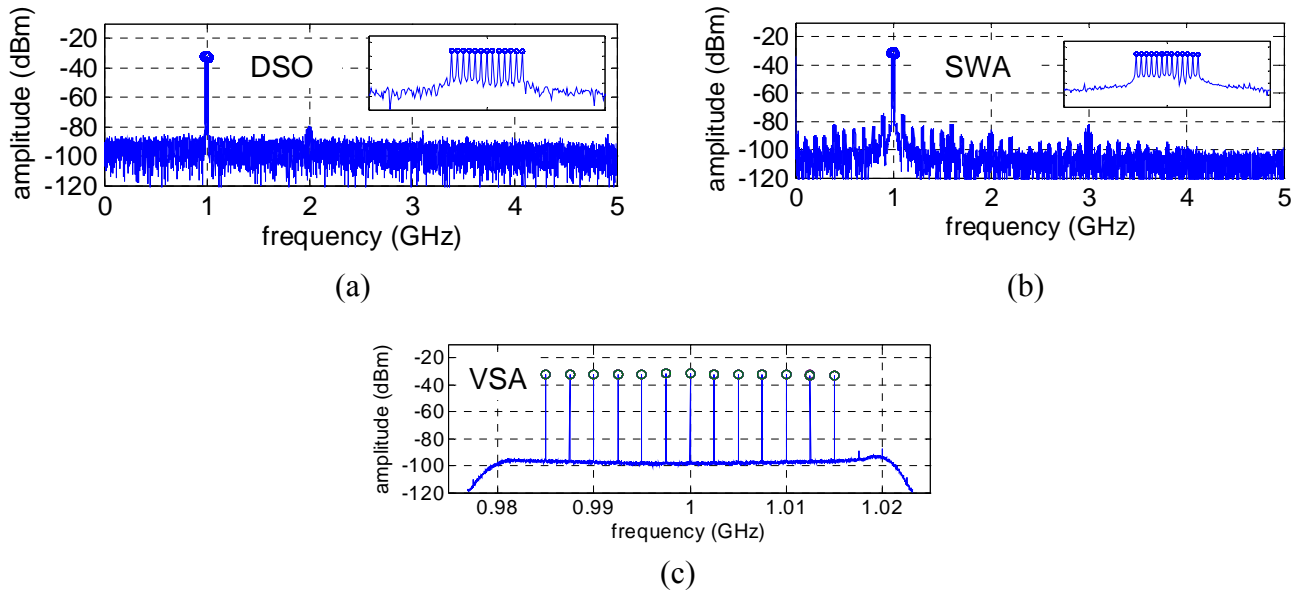 DSO
amplitude (dBm)
-20
-40
-60
-80
-100
-120
0 1 2 3 4 5
frequency (GHz)
(a)
SWA
amplitude (dBm)
-20
-40
-60
-80
-100
-120
0 1 2 3 4 5
frequency (GHz)
(b)
VSA
amplitude (dBm)
-20
-40
-60
-80
-100
-120
0.98 0.99 1 1.01 1.02
frequency (GHz)
(c)